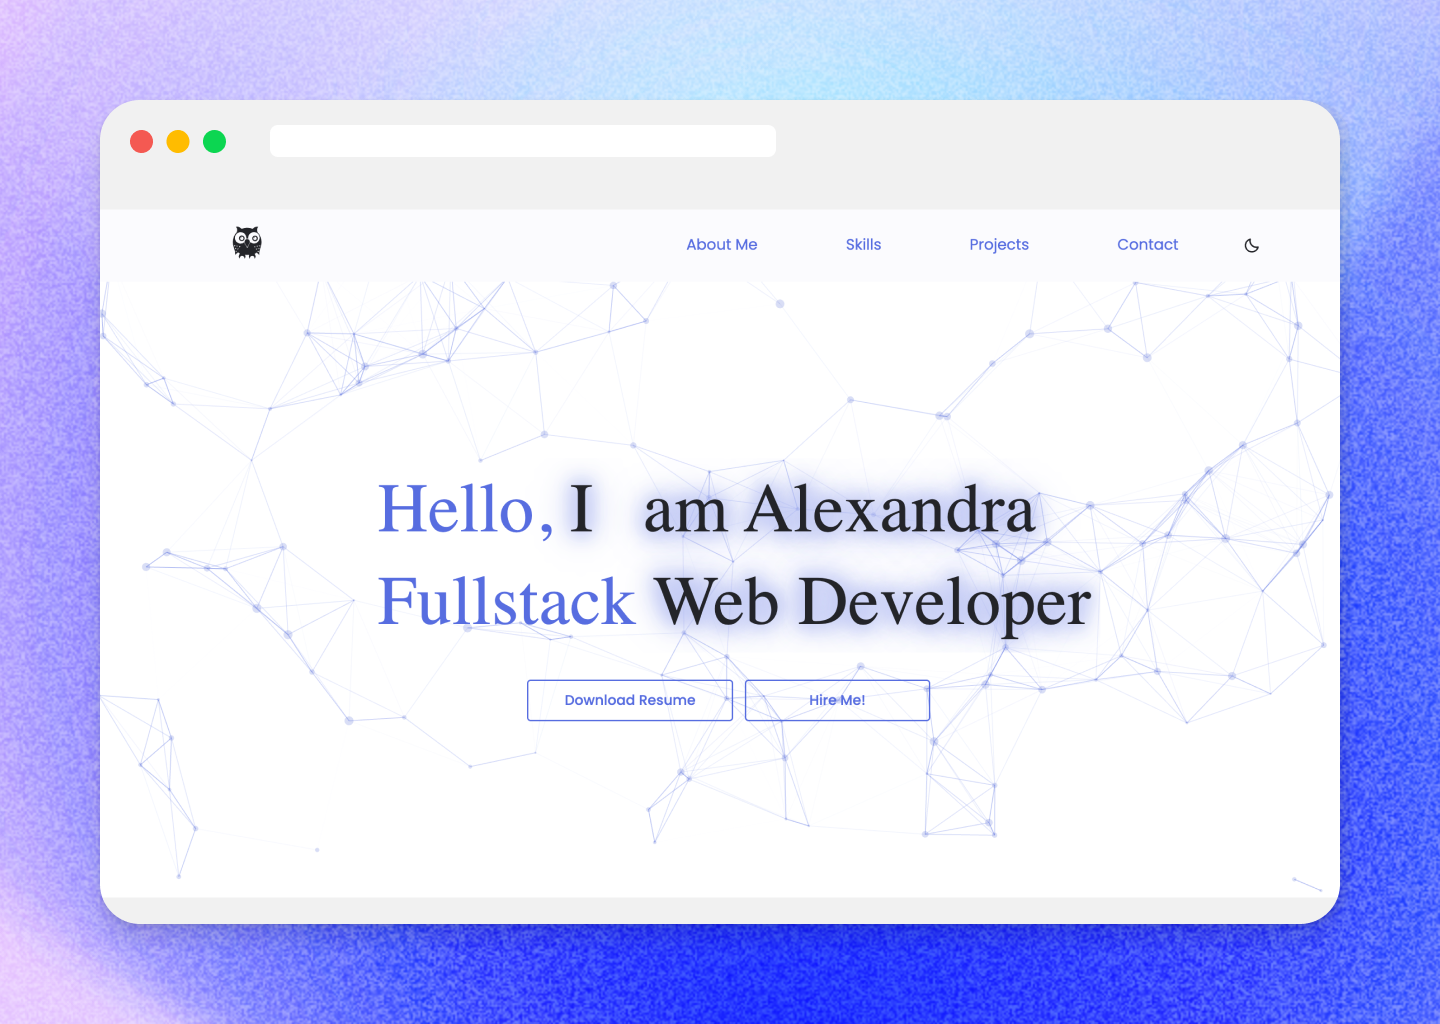 About Me Skills Projects Contact
Hello, I am Alexandra
Fullstack Web Developer
Download Resume Hire Me!